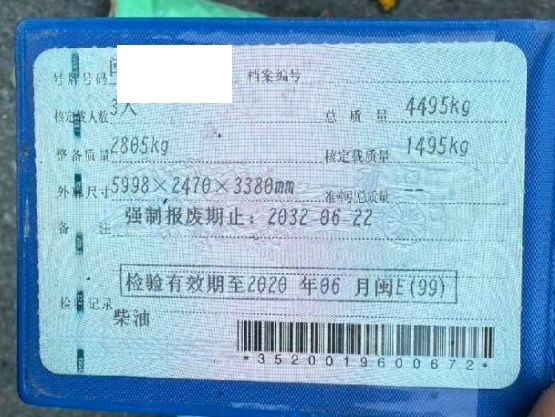 号牌号码 闽 档案编号
核定载人数 3人 总质量 4495kg
整备质量 2805kg 核定载质量 1495kg
外廓尺寸 5998×2470×3380mm 准牵引总质量 --
备注 强制报废期止：2032-06-22
检验有效期至2020 年06 月闽E(99)
检验记录
柴油
*3520019600672*